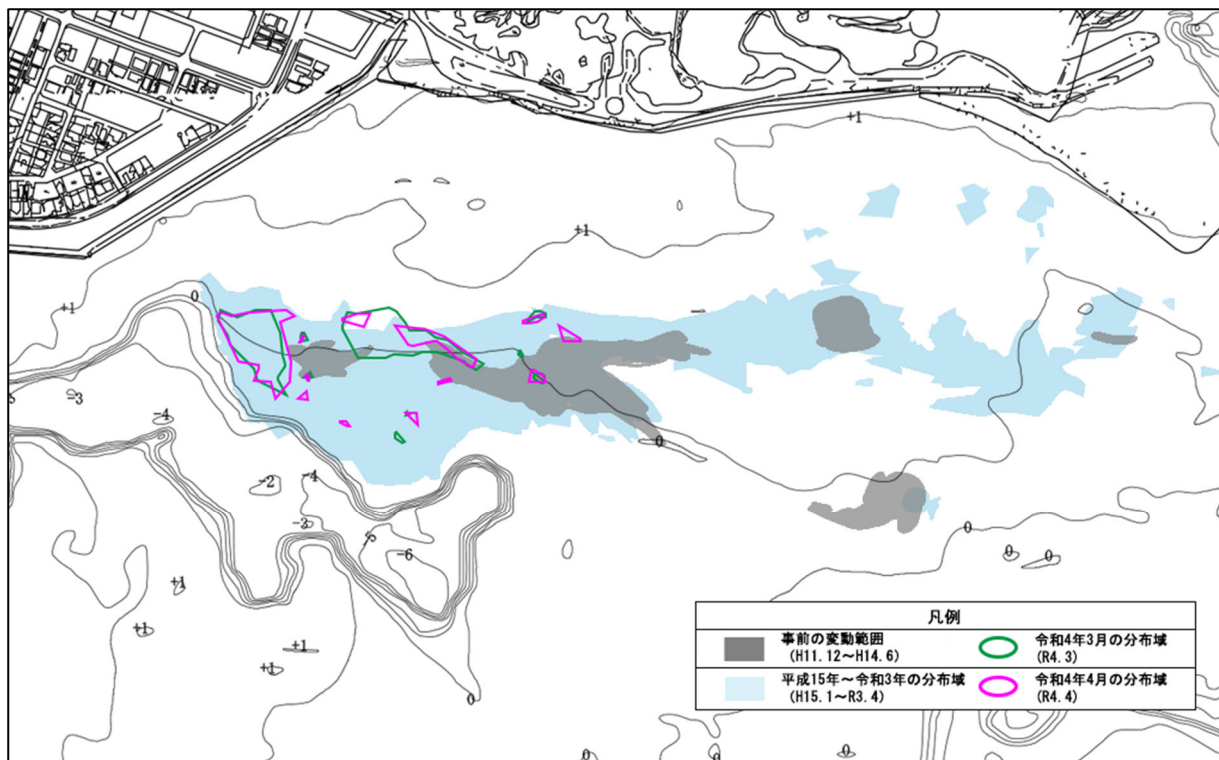 +1
+1
+1
0
-3
-4
-4
-2
-3
-6
0
0
0
0
+1
+1
+1
+1
0
0
0
0
凡例
事前の変動範囲
(H11.12～H14.6)
令和4年3月の分布域
(R4.3)
平成15年～令和3年の分布域
(H15.1～R3.4)
令和4年4月の分布域
(R4.4)